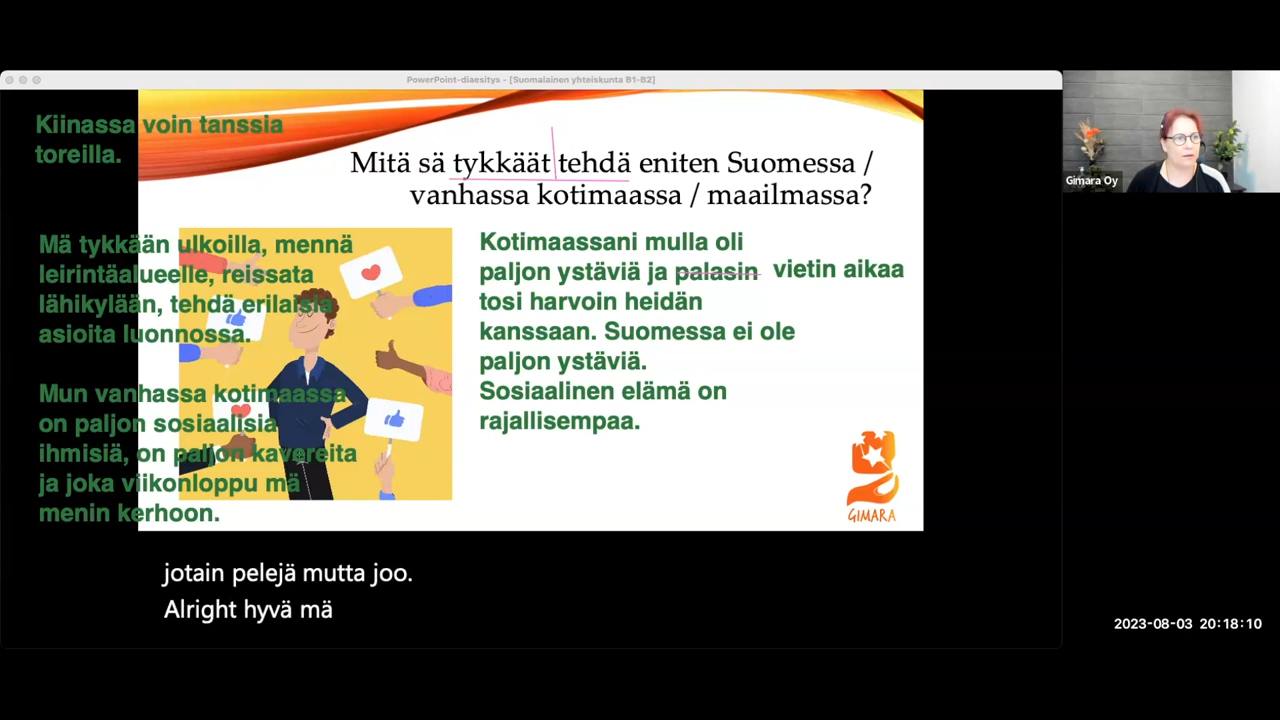 PowerPoint-diaesitys - [Suomalainen yhteiskunta B1-B2]
Kiinassa voin tanssia
toreilla.
Mitä sä tykkäät tehdä eniten Suomessa /
vanhassa kotimaassa / maailmassa?
Gimara Oy
Mä tykkään ulkoilla, mennä
leirintäalueelle, reissata
lähikylään, tehdä erilaisia
asioita luonnossa.
Mun vanhassa kotimaassa
on paljon sosiaalisia
ihmisiä, on paljon kavereita
ja joka viikonloppu mä
menin kerhoon.
Kotimaassani mulla oli
paljon ystäviä ja palasin vietin aikaa
tosi harvoin heidän
kanssaan. Suomessa ei ole
paljon ystäviä.
Sosiaalinen elämä on
rajallisempaa.
GIMARA
jotain pelejä mutta joo.
Alright hyvä mä
2023-08-03 20:18:10